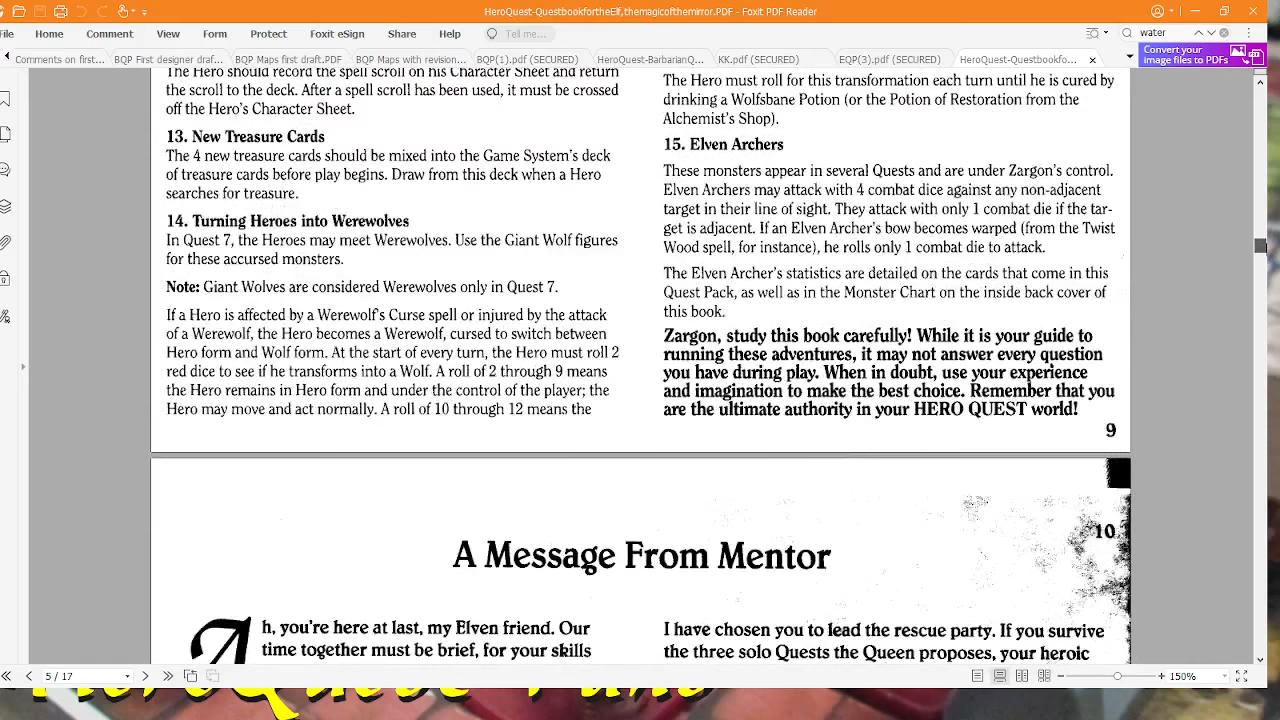 HeroQuest-QuestbookfortheElf,themagicofthemirror.PDF - Foxit PDF Reader
File Home Comment View Form Protect Foxit eSign Share Help Tell me... water
Comments on first... BQP First designer draf... BQP Maps first draft.PDF BQP Maps with revision... BQP(1).pdf (SECURED) HeroQuest-BarbarianQ... KK.pdf (SECURED) EQP(3).pdf (SECURED) HeroQuest-Questbookfo...
Convert your
image files to PDFs
The Hero should record the spell scroll on his Character Sheet and return
the scroll to the deck. After a spell scroll has been used, it must be crossed
off the Hero's Character Sheet.
13. New Treasure Cards
The 4 new treasure cards should be mixed into the Game System's deck
of treasure cards before play begins. Draw from this deck when a Hero
searches for treasure.
14. Turning Heroes into Werewolves
In Quest 7, the Heroes may meet Werewolves. Use the Giant Wolf figures
for these accursed monsters.
Note: Giant Wolves are considered Werewolves only in Quest 7.
If a Hero is affected by a Werewolf's Curse spell or injured by the attack
of a Werewolf, the Hero becomes a Werewolf, cursed to switch between
Hero form and Wolf form. At the start of every turn, the Hero must roll 2
red dice to see if he transforms into a Wolf. A roll of 2 through 9 means
the Hero remains in Hero form and under the control of the player; the
Hero may move and act normally. A roll of 10 through 12 means the
The Hero must roll for this transformation each turn until he is cured by
drinking a Wolfsbane Potion (or the Potion of Restoration from the
Alchemist's Shop).
15. Elven Archers
These monsters appear in several Quests and are under Zargon's control.
Elven Archers may attack with 4 combat dice against any non-adjacent
target in their line of sight. They attack with only 1 combat die if the tar-
get is adjacent. If an Elven Archer's bow becomes warped (from the Twist
Wood spell, for instance), he rolls only 1 combat die to attack.
The Elven Archer's statistics are detailed on the cards that come in this
Quest Pack, as well as in the Monster Chart on the inside back cover of
this book.
Zargon, study this book carefully! While it is your guide to
running these adventures, it may not answer every question
you have during play. When in doubt, use your experience
and imagination to make the best choice. Remember that you
are the ultimate authority in your HERO QUEST world!
9
10
A Message From Mentor
Ah, you're here at last, my Elven friend. Our
time together must be brief, for your skills
I have chosen you to lead the rescue party. If you survive
the three solo Quests the Queen proposes, your heroic
5 / 17
150%